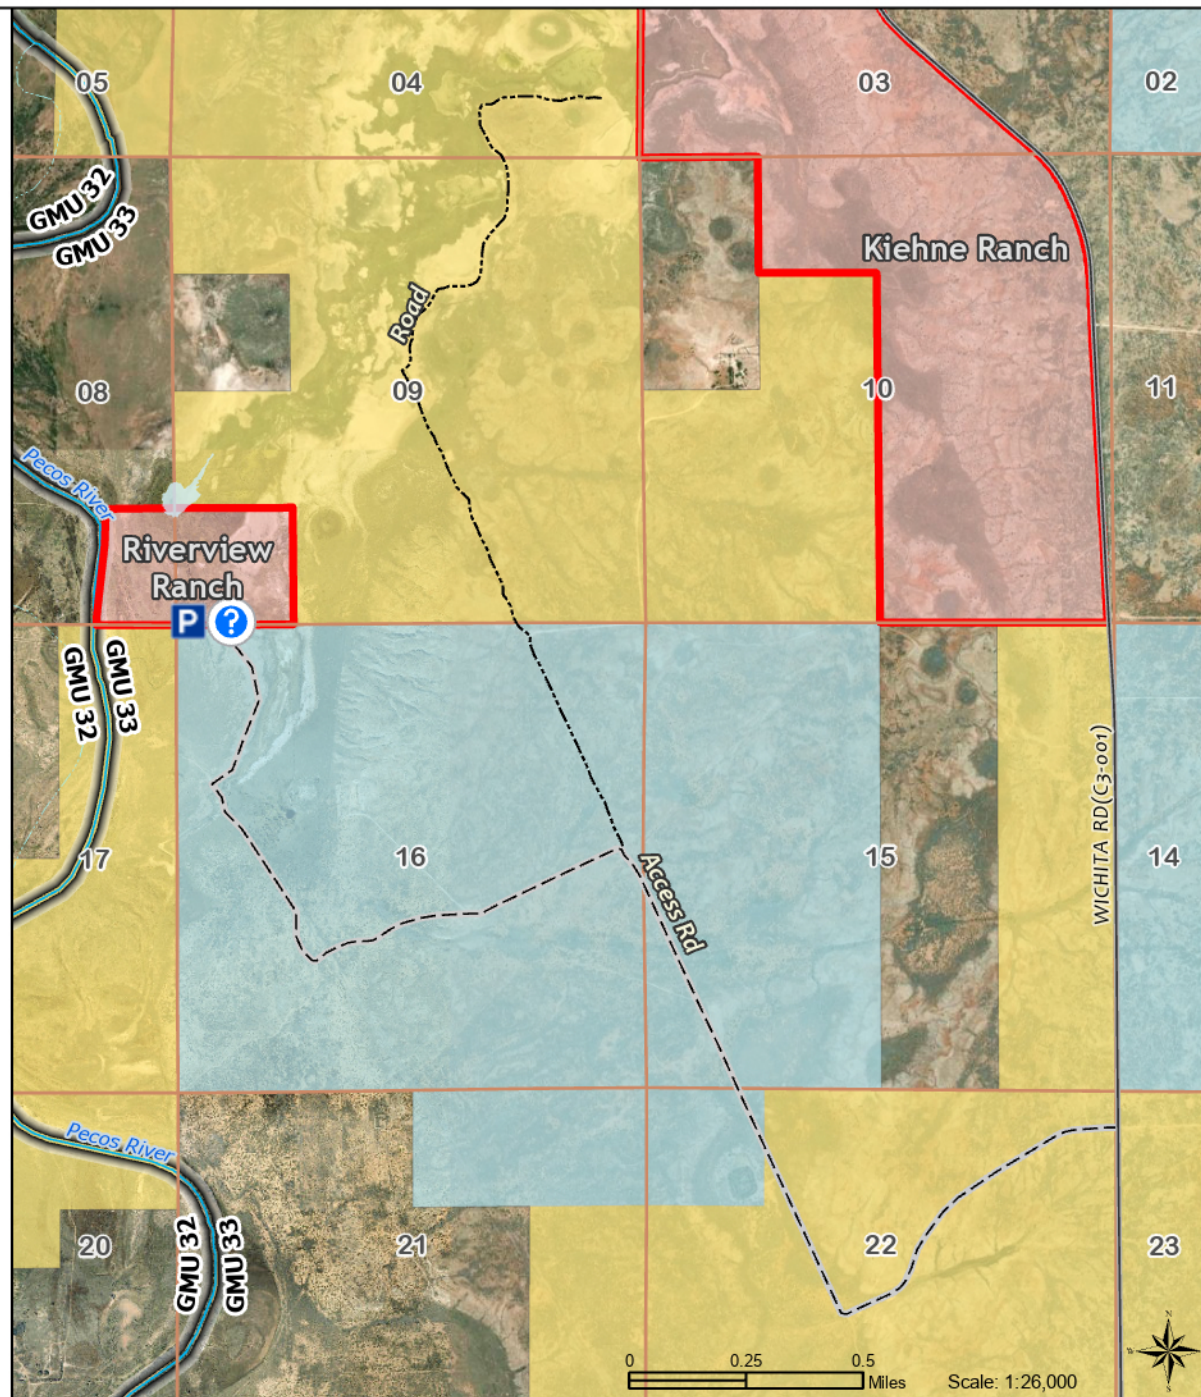 05
04
03
02
GMU 32
GMU 33
Kiehne Ranch
Road
08
09
10
11
Pecos River
Riverview
Ranch
P
?
GMU 32
GMU 33
WICHITA RD(C3-001)
17
16
Access Rd
15
14
Pecos River
GMU 32
GMU 33
20
21
22
23
0
0.25
0.5
Miles
Scale: 1:26,000
N
W
E
S